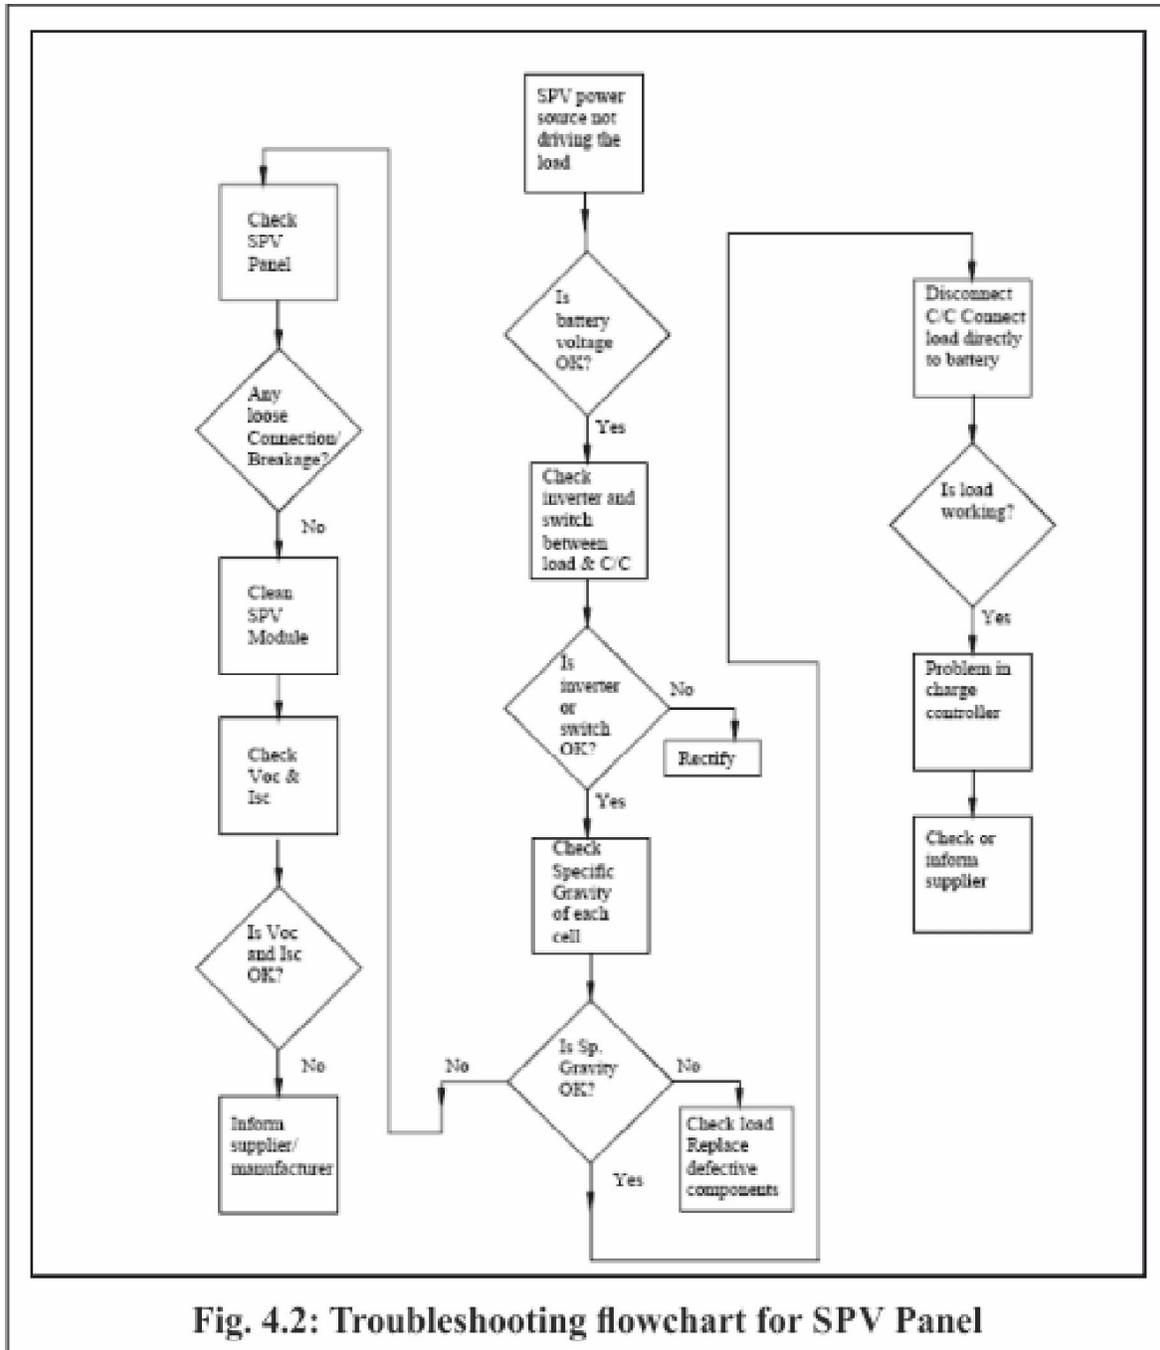 SPV power
source not
driving the
load
Is
battery
voltage
OK?
Yes
Check
inverter and
switch
between
load & C/C
Is
inverter
or
switch
OK?
No
Rectify
Yes
Check
Specific
Gravity
of each
cell
Is Sp.
Gravity
OK?
No
No
Check load
Replace
defective
components
Yes
Check
SPV
Panel
Any
loose
Connection/
Breakage?
No
Clean
SPV
Module
Check
Voc &
Isc
Is Voc
and Isc
OK?
No
Inform
supplier/
manufacturer
Disconnect
C/C Connect
load directly
to battery
Is load
working?
Yes
Problem in
charge
controller
Check or
inform
supplier
Fig. 4.2: Troubleshooting flowchart for SPV Panel